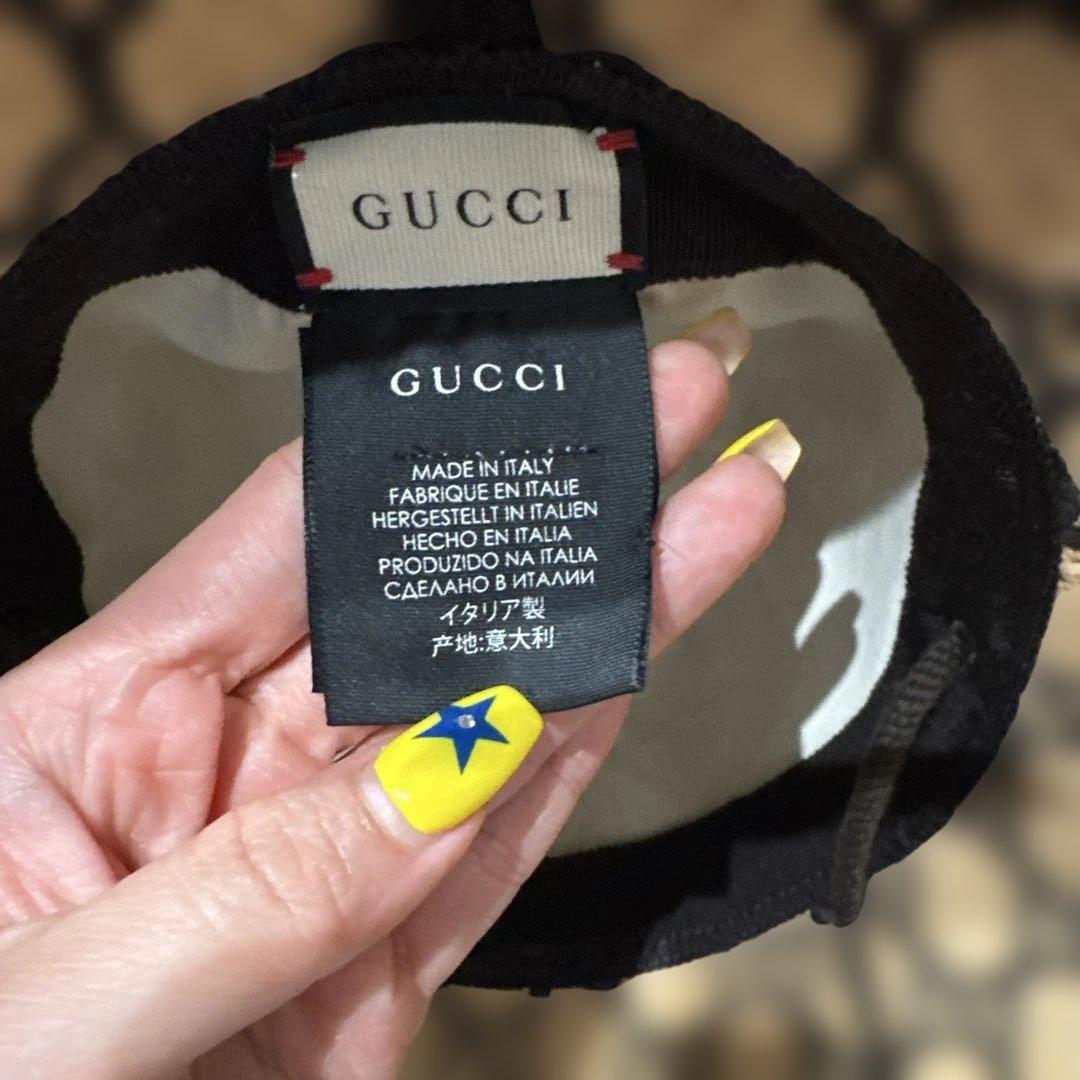 GUCCI
GUCCI
MADE IN ITALY
FABRIQUE EN ITALIE
HERGESTELLT IN ITALIEN
HECHO EN ITALIA
PRODUZIDO NA ITALIA
СДЕЛАНО В ИТАЛИИ
イタリア製
产地:意大利